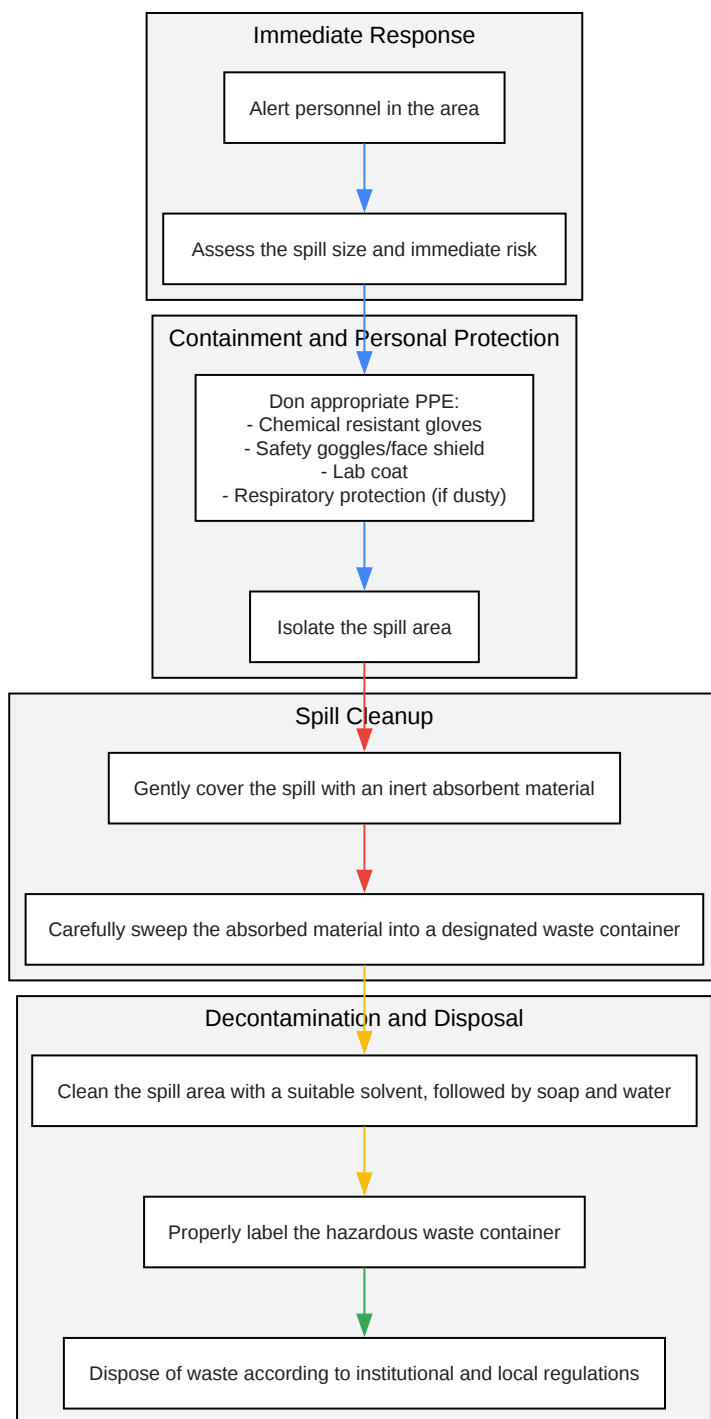 Immediate Response
Alert personnel in the area
Assess the spill size and immediate risk
Containment and Personal Protection
Don appropriate PPE:
- Chemical resistant gloves
- Safety goggles/face shield
- Lab coat
- Respiratory protection (if dusty)
Isolate the spill area
Spill Cleanup
Gently cover the spill with an inert absorbent material
Carefully sweep the absorbed material into a designated waste container
Decontamination and Disposal
Clean the spill area with a suitable solvent, followed by soap and water
Properly label the hazardous waste container
Dispose of waste according to institutional and local regulations